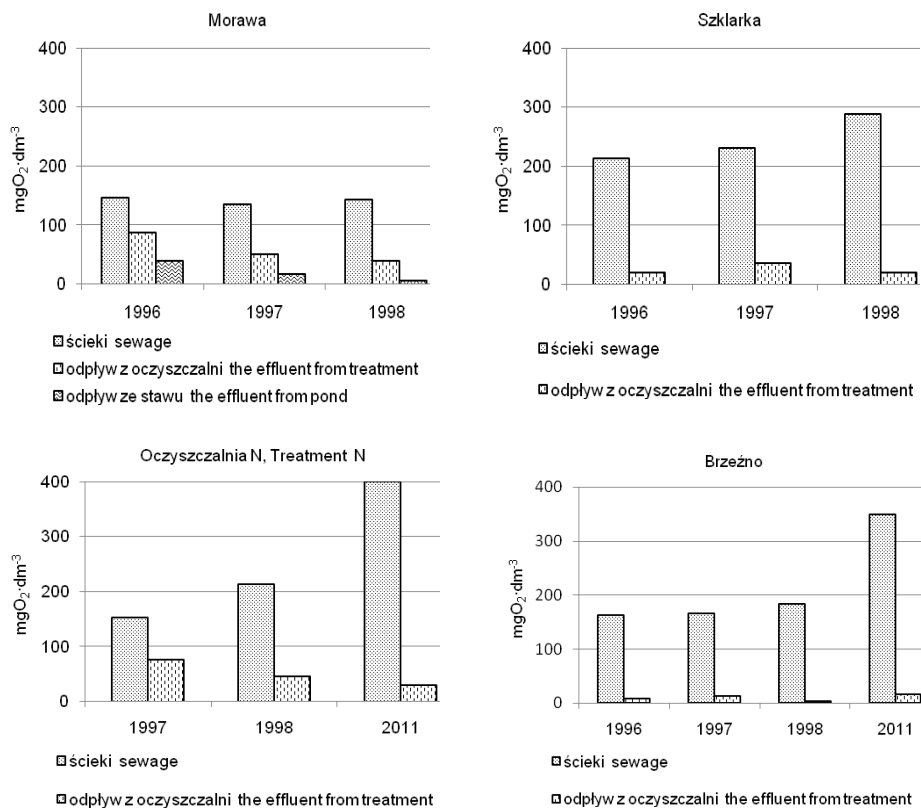 Morawa
400
300
200
100
0
mgO₂·dm⁻³
1996 1997 1998
ścieki sewage
odpływ z oczyszczalni the effluent from treatment
odpływ ze stawu the effluent from pond
Szklarka
400
300
200
100
0
mgO₂·dm⁻³
1996 1997 1998
ścieki sewage
odpływ z oczyszczalni the effluent from treatment
Oczyszczalnia N, Treatment N
400
300
200
100
0
mgO₂·dm⁻³
1997 1998 2011
ścieki sewage
odpływ z oczyszczalni the effluent from treatment
Brzeźno
400
300
200
100
0
mgO₂·dm⁻³
1996 1997 1998 2011
ścieki sewage
odpływ z oczyszczalni the effluent from treatment